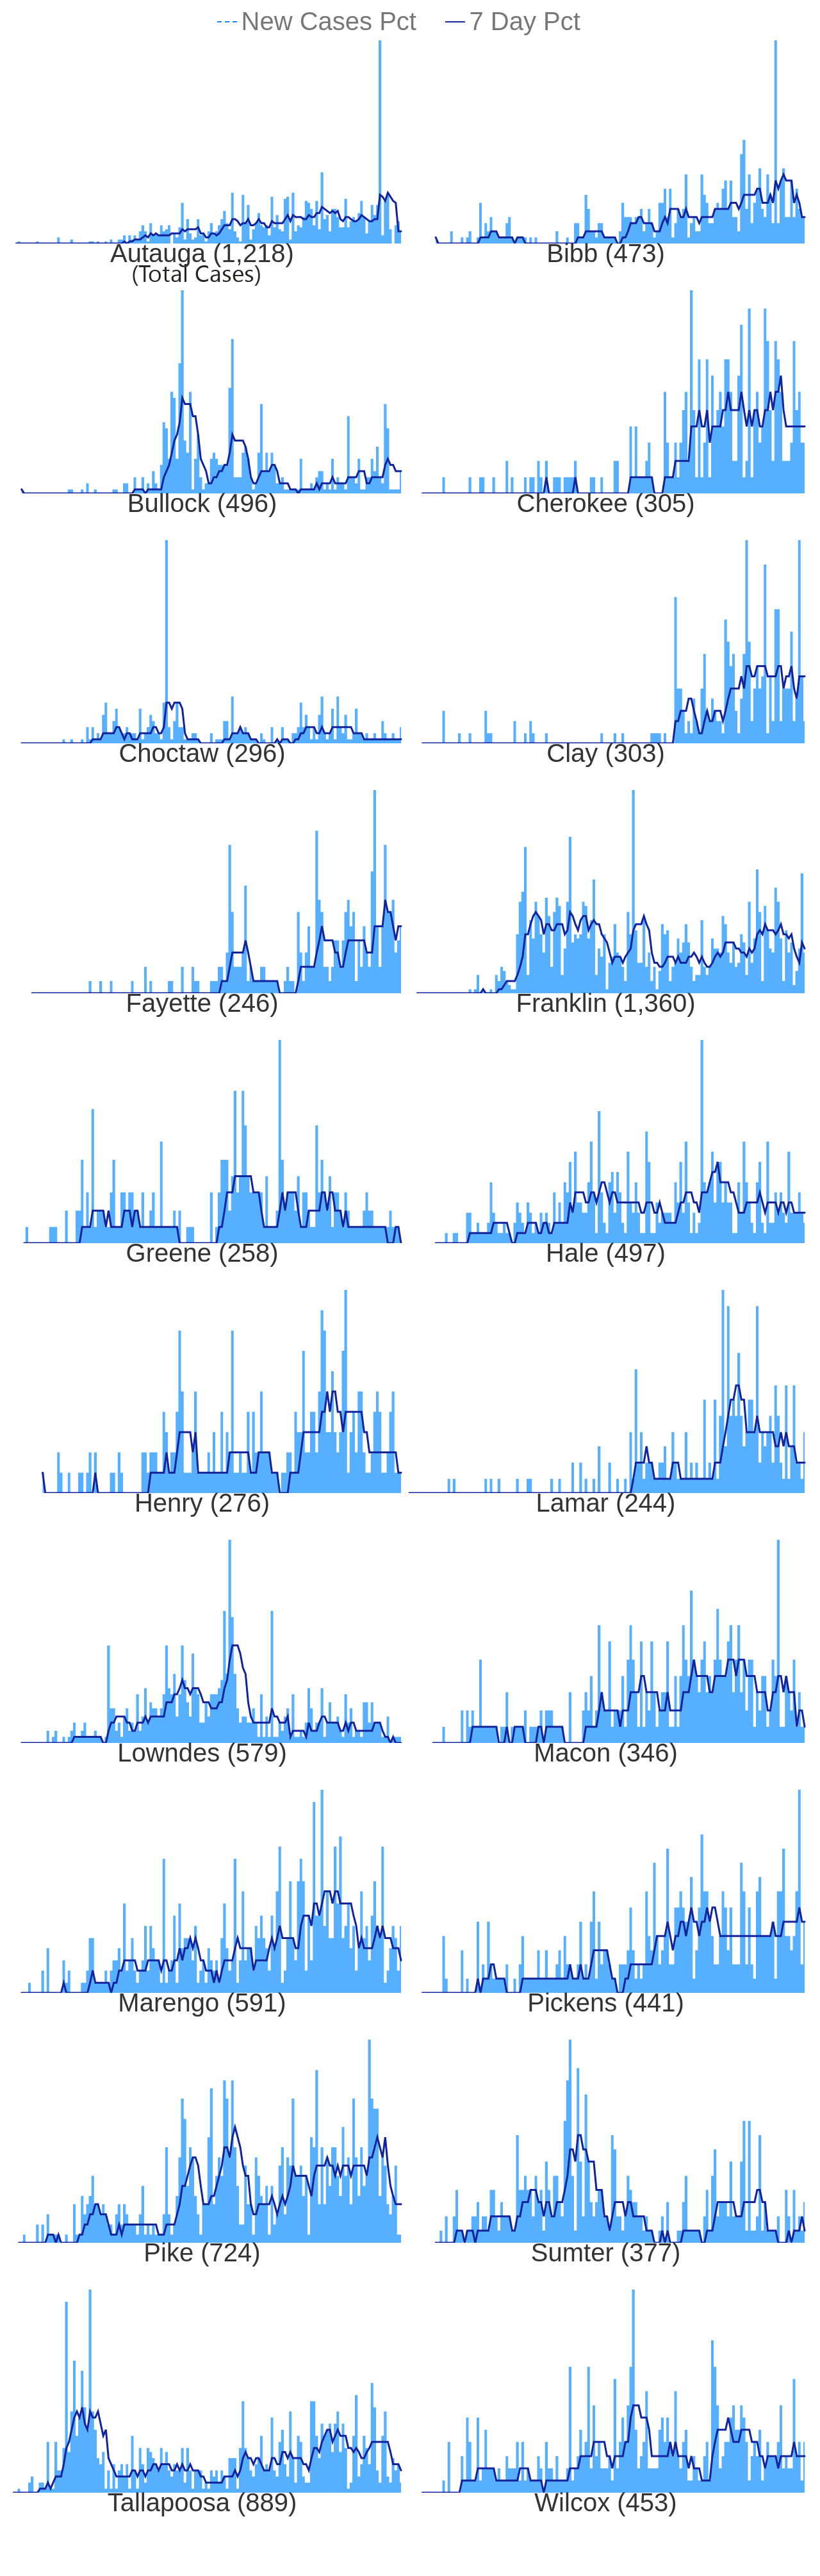 New Cases Pct 7 Day Pct
Autauga (1,218) Bibb (473)
(Total Cases)
Bullock (496) Cherokee (305)
Choctaw (296) Clay (303)
Fayette (246) Franklin (1,360)
Greene (258) Hale (497)
Henry (276) Lamar (244)
Lowndes (579) Macon (346)
Marengo (591) Pickens (441)
Pike (724) Sumter (377)
Tallapoosa (889) Wilcox (453)